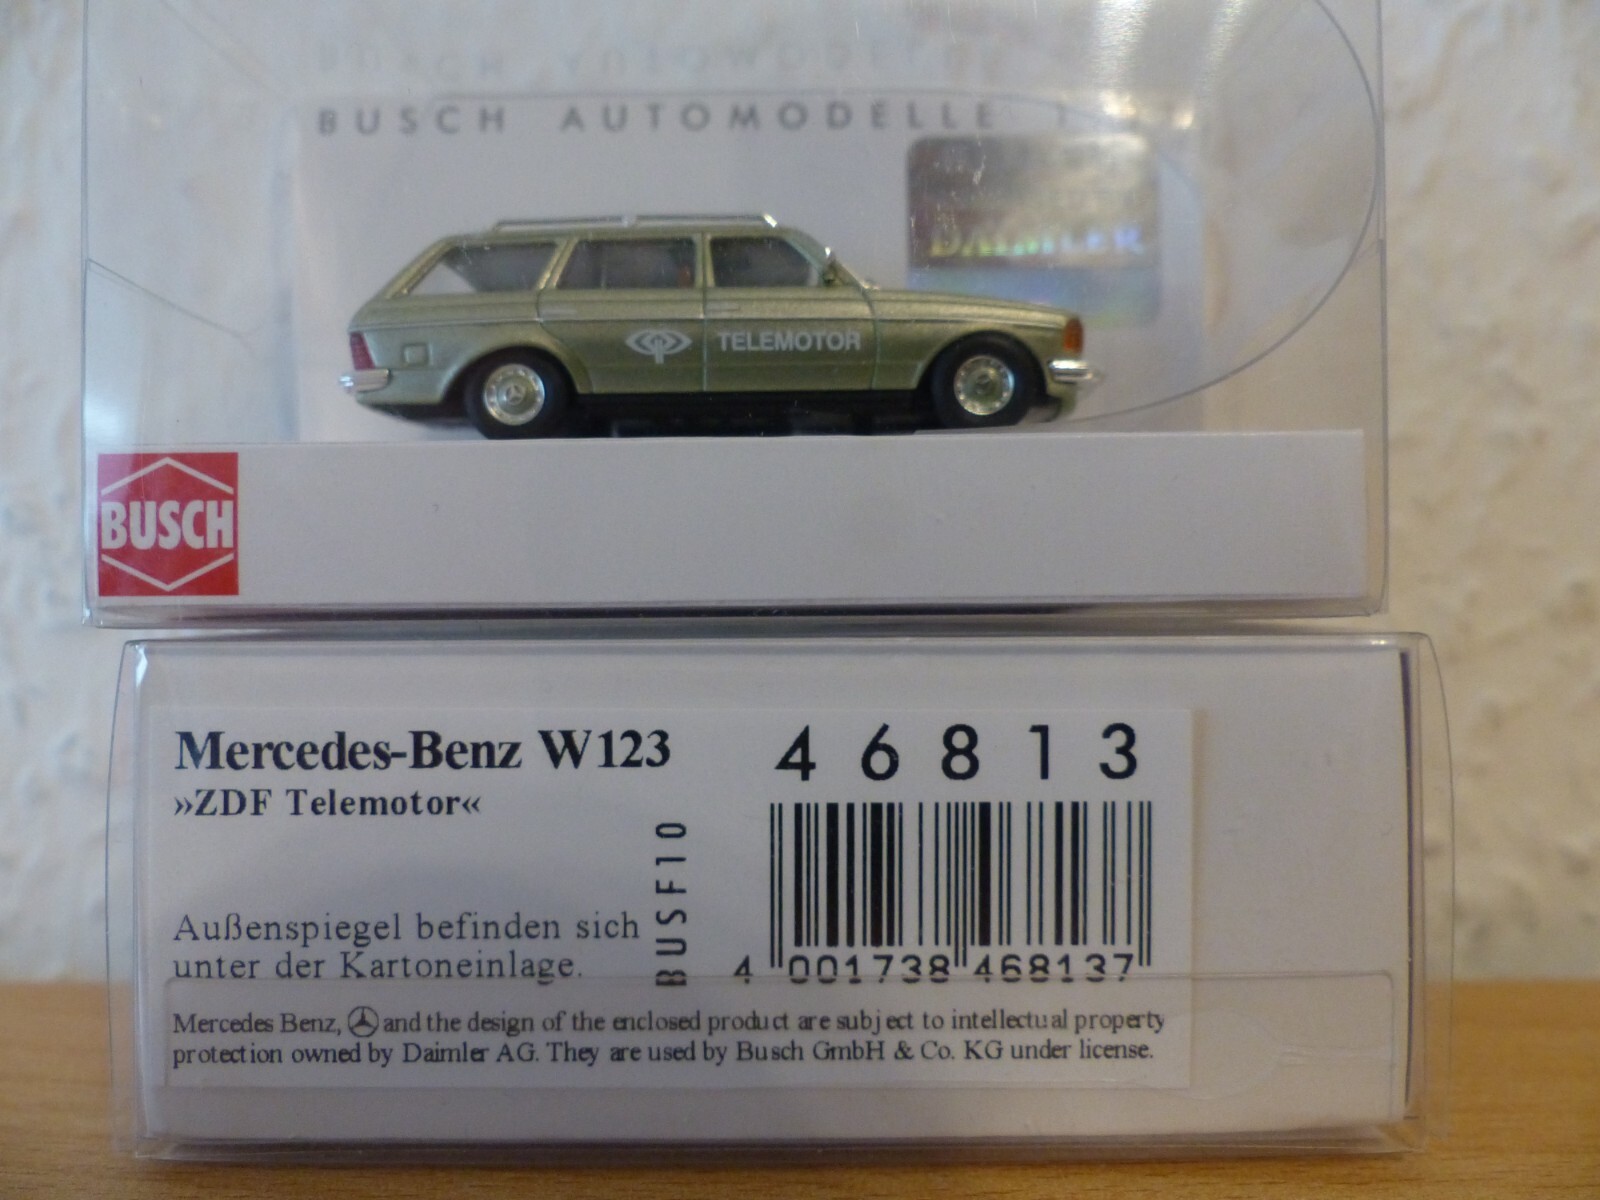 BUSCH AUTOMODELLE 1
DAIMLER
TELEMOTOR
BUSCH
Mercedes-Benz W123
»ZDF Telemotor«
46813
BUSF10
Außenspiegel befinden sich
unter der Kartoneinlage.
4 001738 468137
Mercedes Benz, and the design of the enclosed product are subject to intellectual property
protection owned by Daimler AG. They are used by Busch GmbH & Co. KG under license.